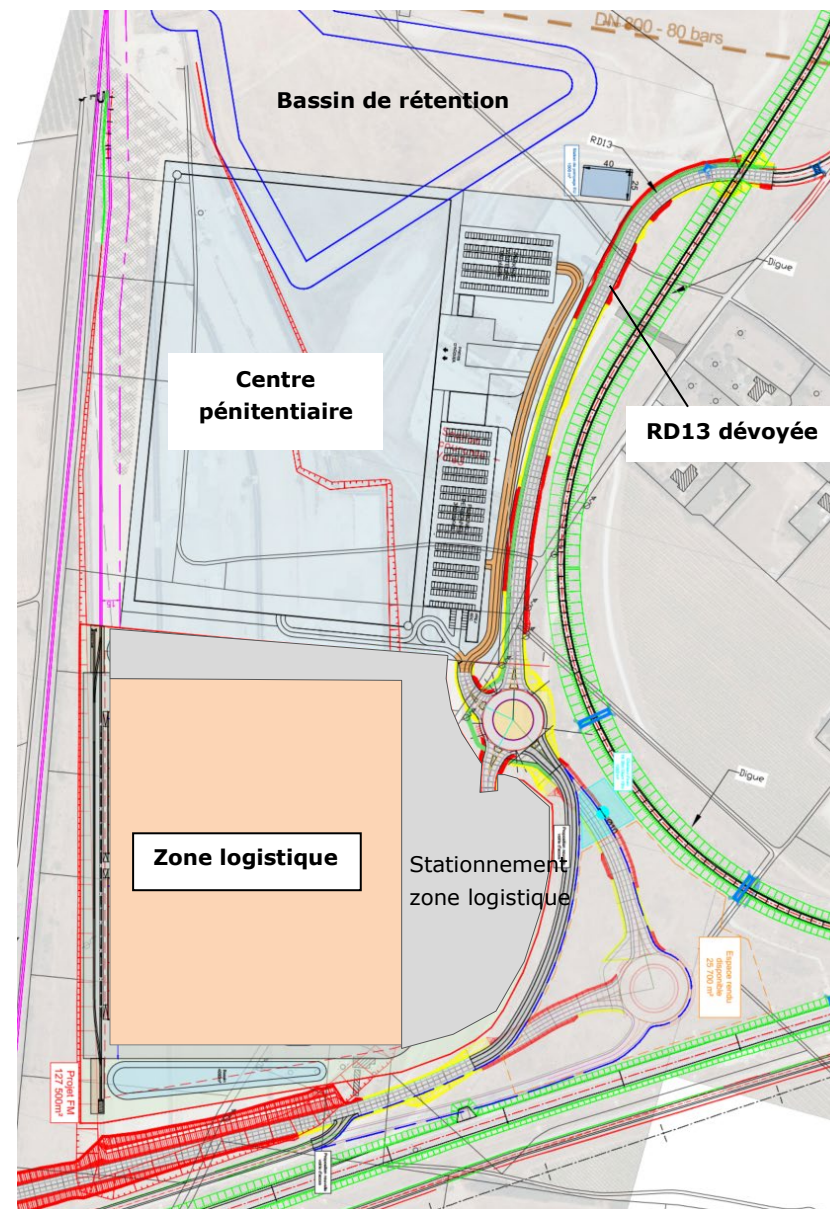 DN 800 - 80 bars
Bassin de rétention
RD13
40
25
Digue
Centre
pénitentiaire
RD13 dévoyée
15
Zone logistique
Stationnement
zone logistique
Digue
Espace rendu
disponible
25 700 m²
Projet FM
127 500m²